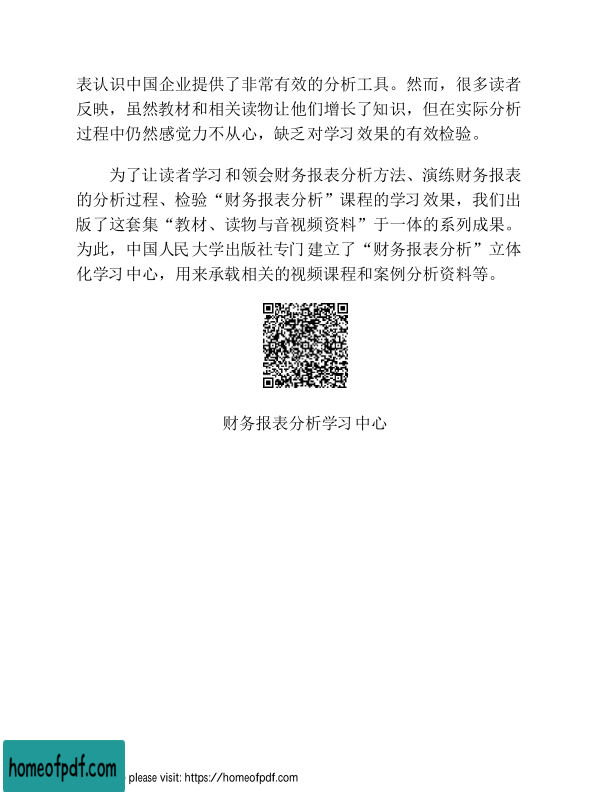 表认识中国企业提供了非常有效的分析工具。然而，很多读者
反映，虽然教材和相关读物让他们增长了知识，但在实际分析
过程中仍然感觉力不从心，缺乏对学习效果的有效检验。
为了让读者学习和领会财务报表分析方法、演练财务报表
的分析过程、检验“财务报表分析”课程的学习效果，我们出
版了这套集“教材、读物与音视频资料”于一体的系列成果。
为此，中国人民大学出版社专门建立了“财务报表分析”立体
化学习中心，用来承载相关的视频课程和案例分析资料等。
财务报表分析学习中心
homeofpdf.com
please visit: https://homeofpdf.com